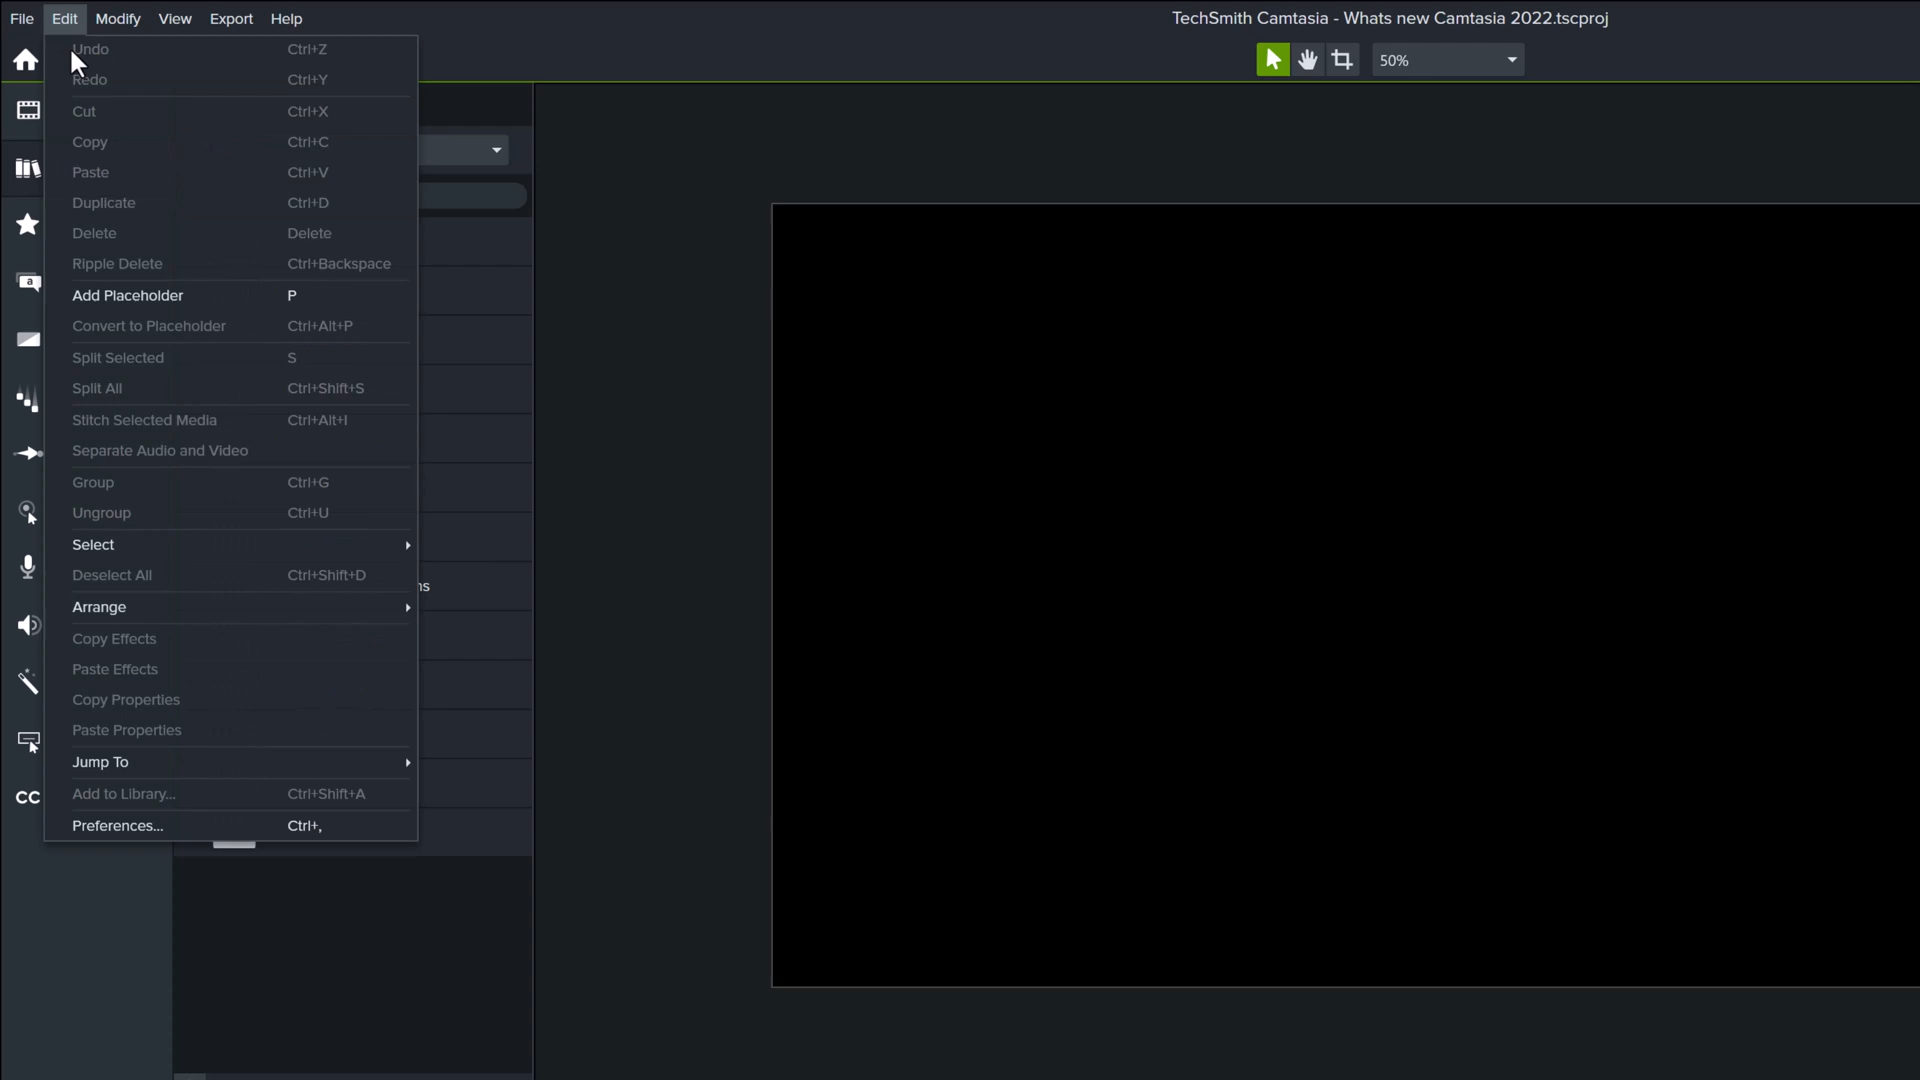 File Edit Modify View Export Help
TechSmith Camtasia - Whats new Camtasia 2022.tscproj
50%
Undo Ctrl+Z
Redo Ctrl+Y
Cut Ctrl+X
Copy Ctrl+C
Paste Ctrl+V
Duplicate Ctrl+D
Delete Delete
Ripple Delete Ctrl+Backspace
Add Placeholder P
Convert to Placeholder Ctrl+Alt+P
Split Selected S
Split All Ctrl+Shift+S
Stitch Selected Media Ctrl+Alt+I
Separate Audio and Video
Group Ctrl+G
Ungroup Ctrl+U
Select
Deselect All Ctrl+Shift+D
Arrange
Copy Effects
Paste Effects
Copy Properties
Paste Properties
Jump To
Add to Library... Ctrl+Shift+A
Preferences... Ctrl+,
a
CC